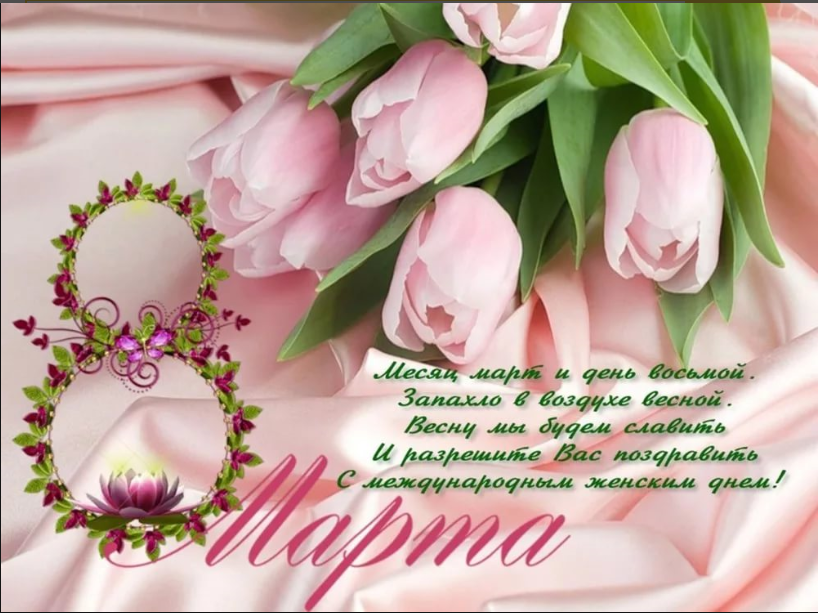 Месяц март и день восьмой.
Запахло в воздухе весной.
Весну мы будем славить
И разрешите Вас поздравить
С международным женским днем!
8
Марта